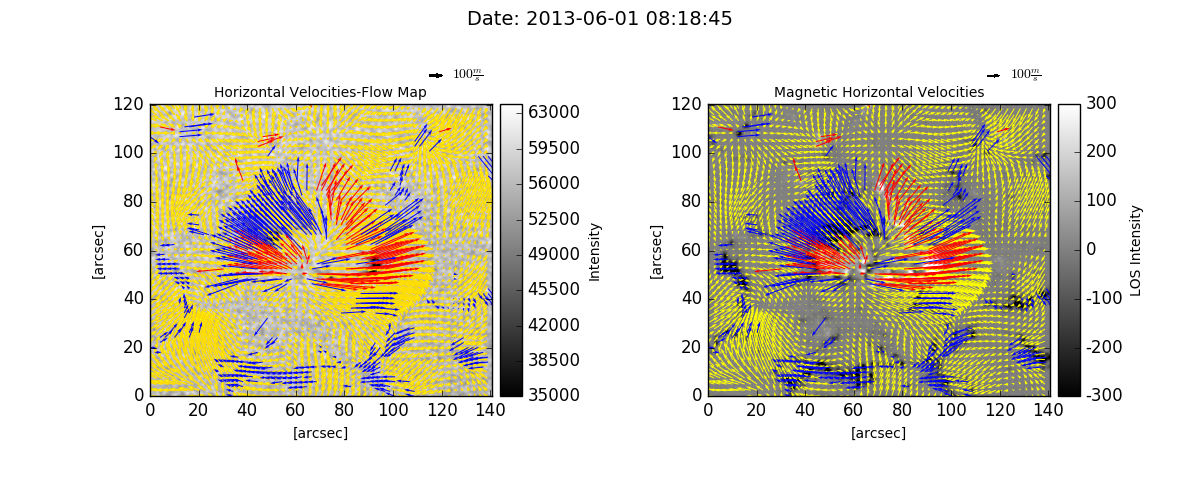 Date: 2013-06-01 08:18:45
100 m/s
Horizontal Velocities-Flow Map
120
100
80
60
40
20
0
[arcsec]
0 20 40 60 80 100 120 140
[arcsec]
63000
59500
56000
52500
49000
45500
42000
38500
35000
Intensity
100 m/s
Magnetic Horizontal Velocities
120
100
80
60
40
20
0
[arcsec]
0 20 40 60 80 100 120 140
[arcsec]
300
200
100
0
-100
-200
-300
LOS Intensity